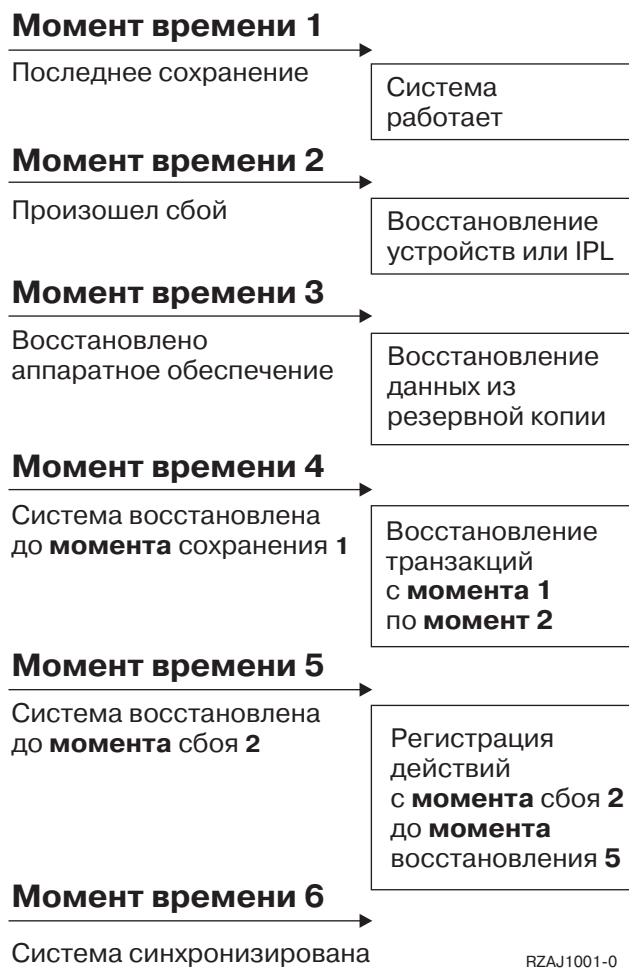 Момент времени 1
Последнее сохранение
Система
работает
Момент времени 2
Произошел сбой
Восстановление
устройств или IPL
Момент времени 3
Восстановлено
аппаратное обеспечение
Восстановление
данных из
резервной копии
Момент времени 4
Система восстановлена
до момента сохранения 1
Восстановление
транзакций
с момента 1
по момент 2
Момент времени 5
Система восстановлена
до момента сбоя 2
Регистрация
действий
с момента сбоя 2
до момента
восстановления 5
Момент времени 6
Система синхронизирована
RZAJ1001-0